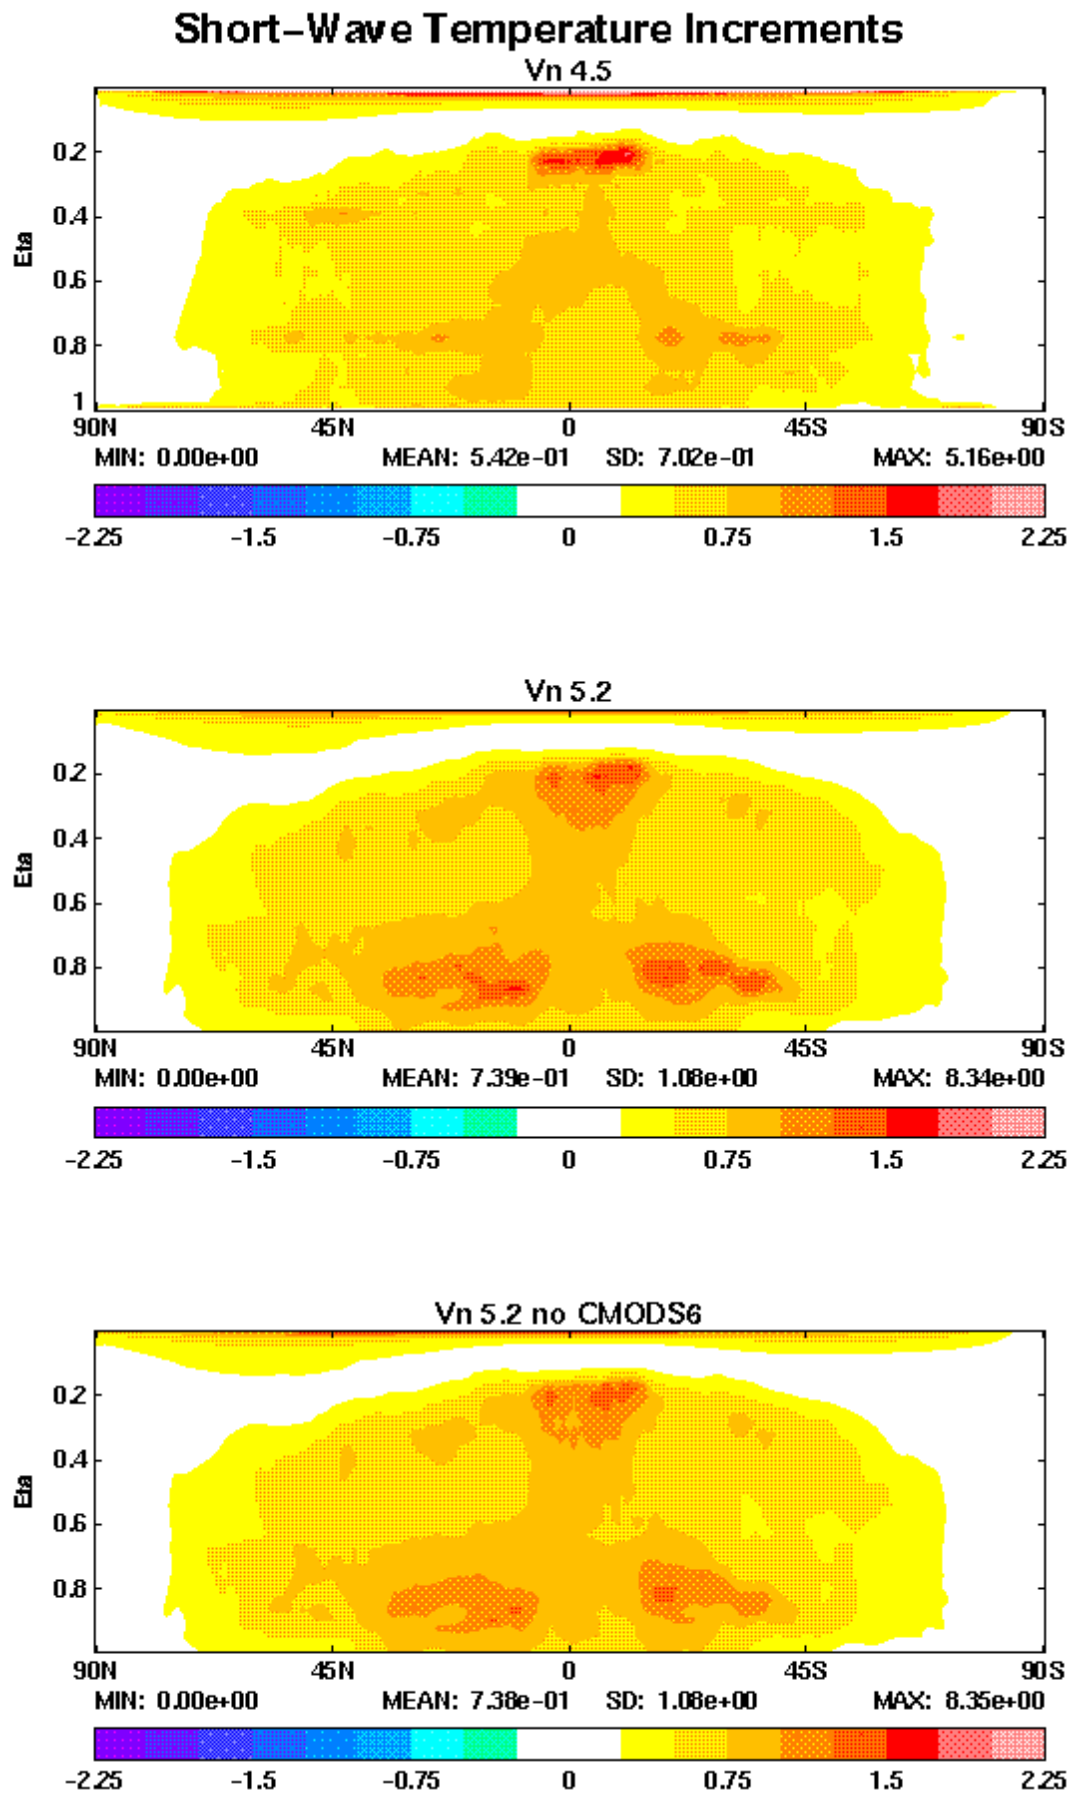 Short-Wave Temperature Increments
Vn 4.5
0.2
0.4
Eta
0.6
0.8
1
90N 45N 0 45S 90S
MIN: 0.00e+00 MEAN: 5.42e-01 SD: 7.02e-01 MAX: 5.16e+00
-2.25 -1.5 -0.75 0 0.75 1.5 2.25
Vn 5.2
0.2
0.4
Eta
0.6
0.8
90N 45N 0 45S 90S
MIN: 0.00e+00 MEAN: 7.39e-01 SD: 1.08e+00 MAX: 8.34e+00
-2.25 -1.5 -0.75 0 0.75 1.5 2.25
Vn 5.2 no CMODS6
0.2
0.4
Eta
0.6
0.8
90N 45N 0 45S 90S
MIN: 0.00e+00 MEAN: 7.38e-01 SD: 1.08e+00 MAX: 8.35e+00
-2.25 -1.5 -0.75 0 0.75 1.5 2.25